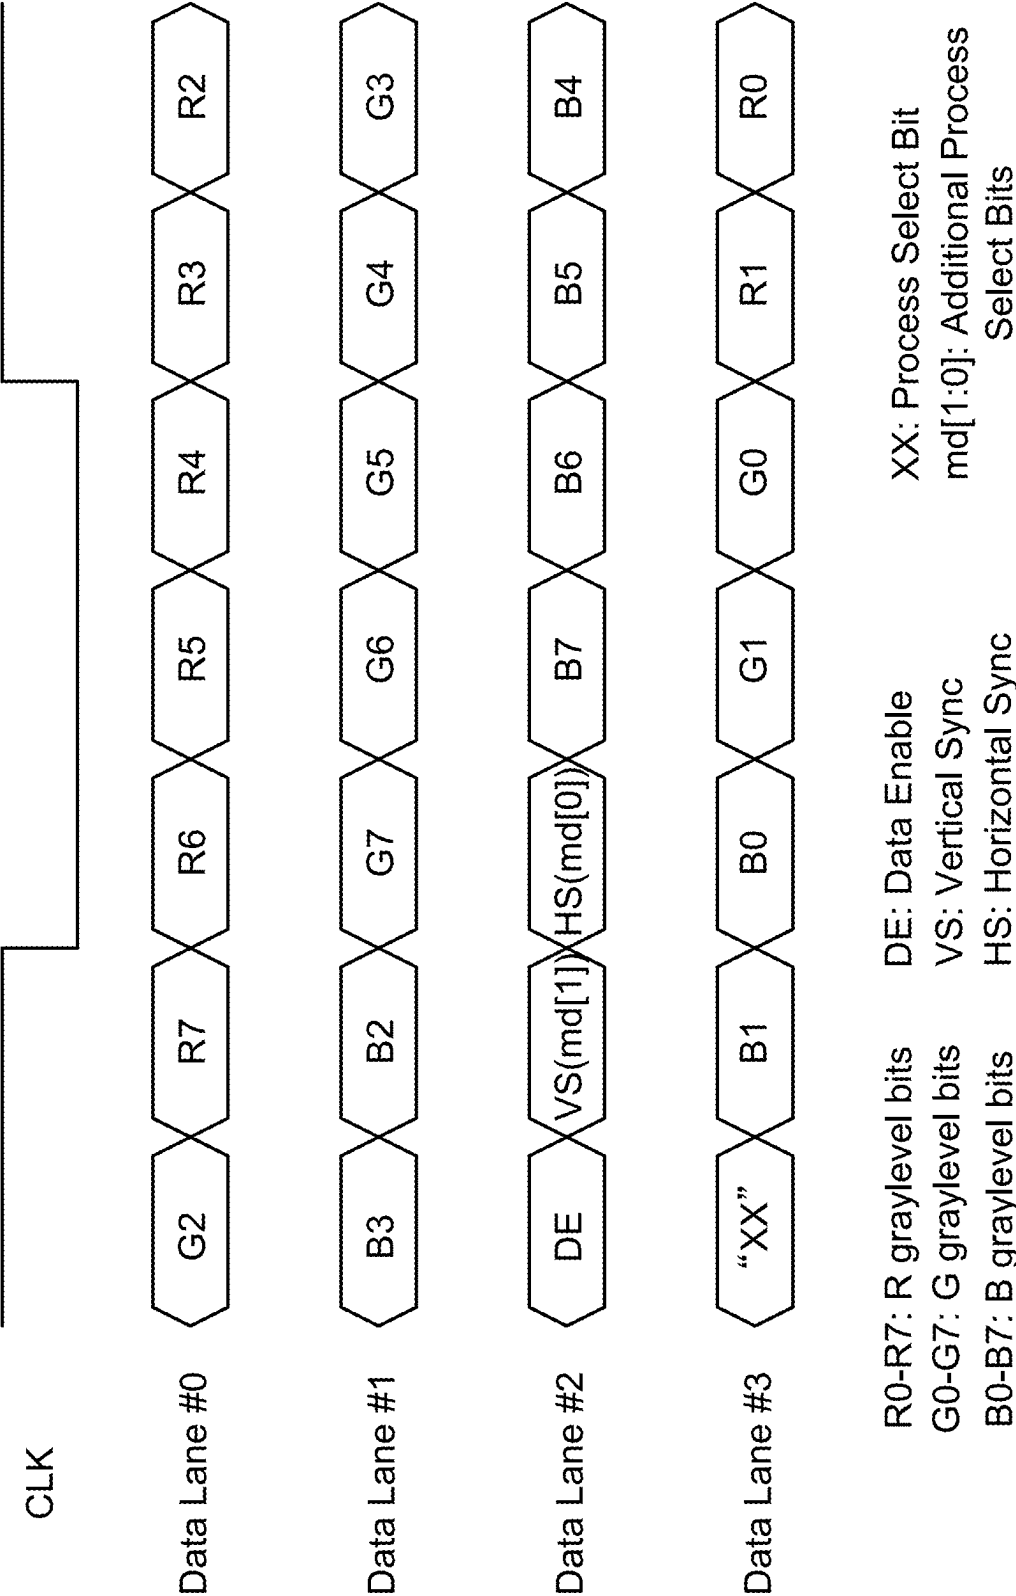 CLK
Data Lane #0 G2 R7 R6 R5 R4 R3 R2
Data Lane #1 B3 B2 G7 G6 G5 G4 G3
Data Lane #2 DE VS(md[1]) HS(md[0]) B7 B6 B5 B4
Data Lane #3 “XX” B1 B0 G1 G0 R1 R0
R0-R7: R graylevel bits
G0-G7: G graylevel bits
B0-B7: B graylevel bits
DE: Data Enable
VS: Vertical Sync
HS: Horizontal Sync
XX: Process Select Bit
md[1:0]: Additional Process
Select Bits